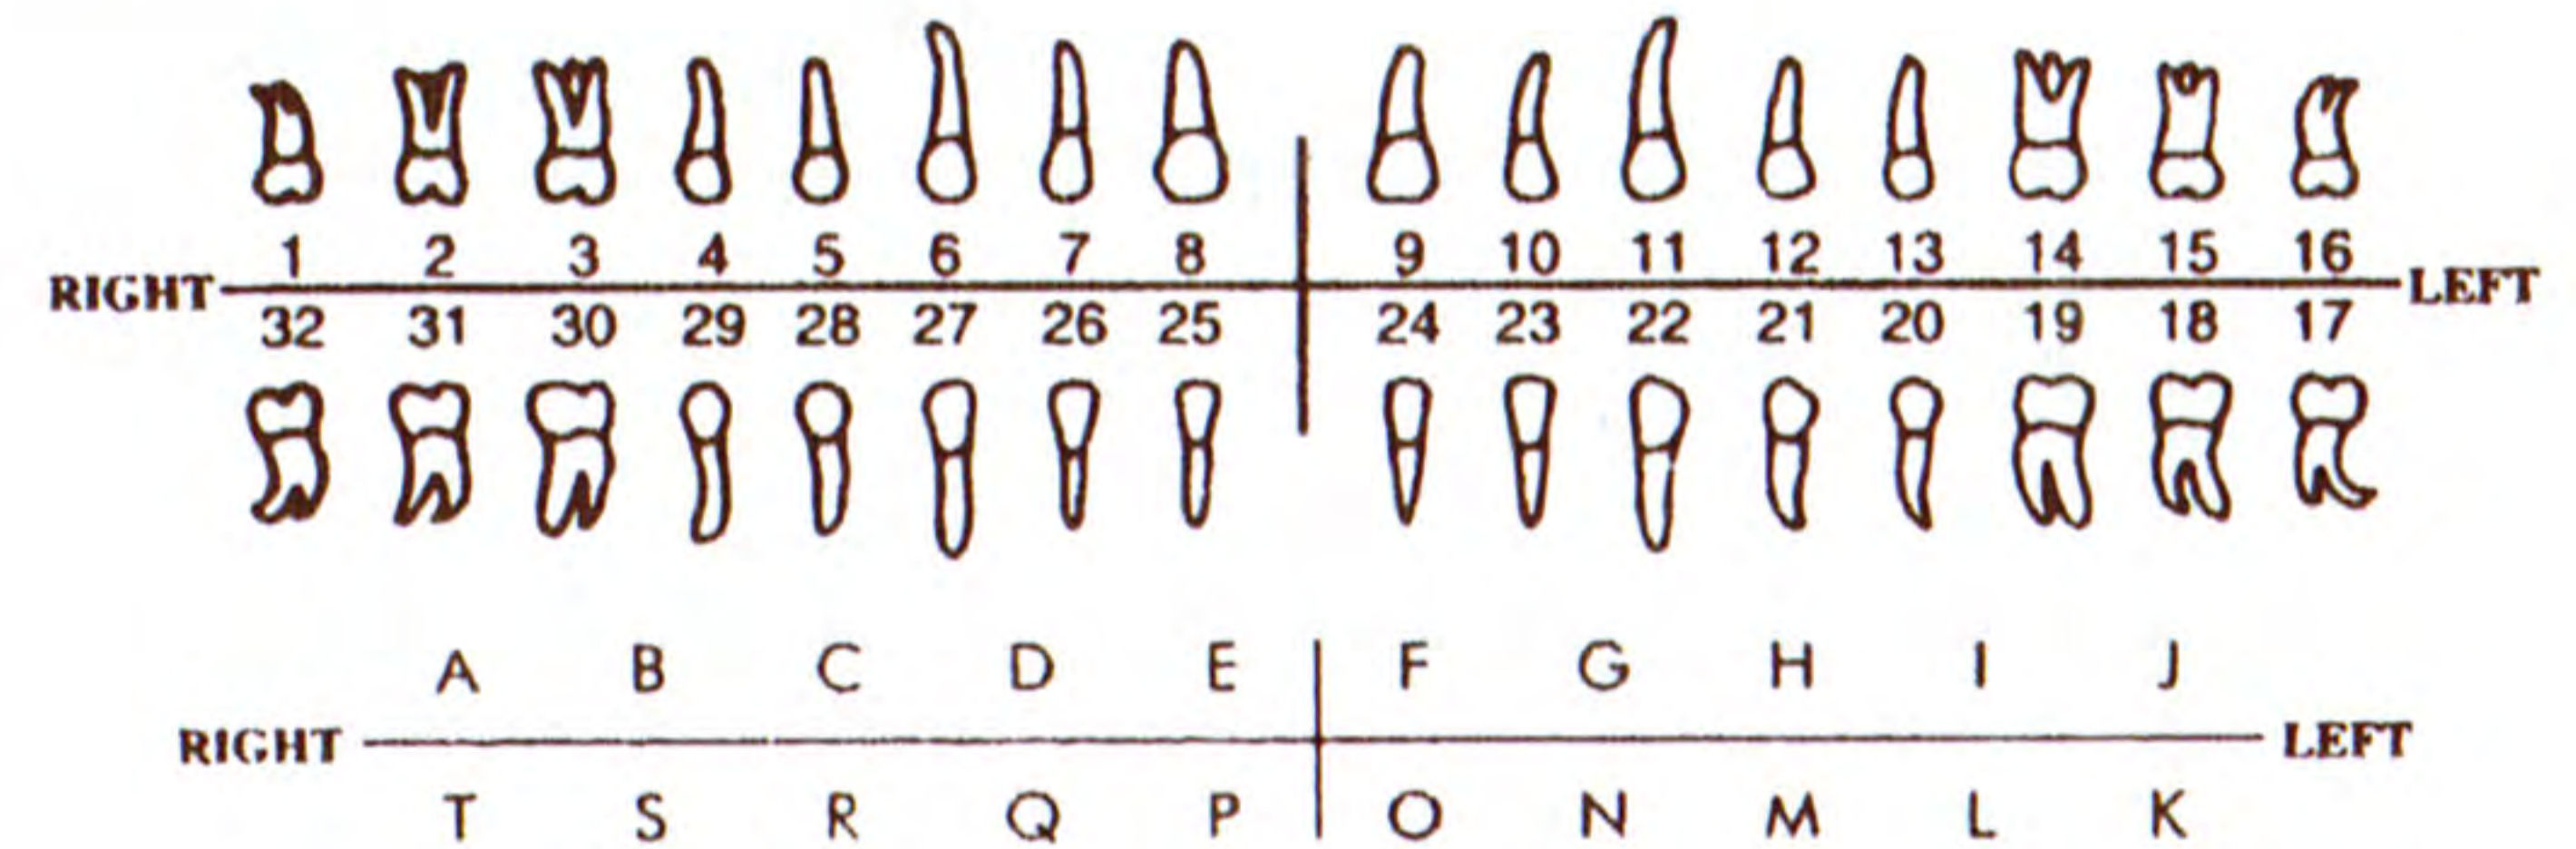 1 2 3 4 5 6 7 8 9 10 11 12 13 14 15 16
RIGHT LEFT
32 31 30 29 28 27 26 25 24 23 22 21 20 19 18 17
A B C D E F G H I J
RIGHT LEFT
T S R Q P O N M L K